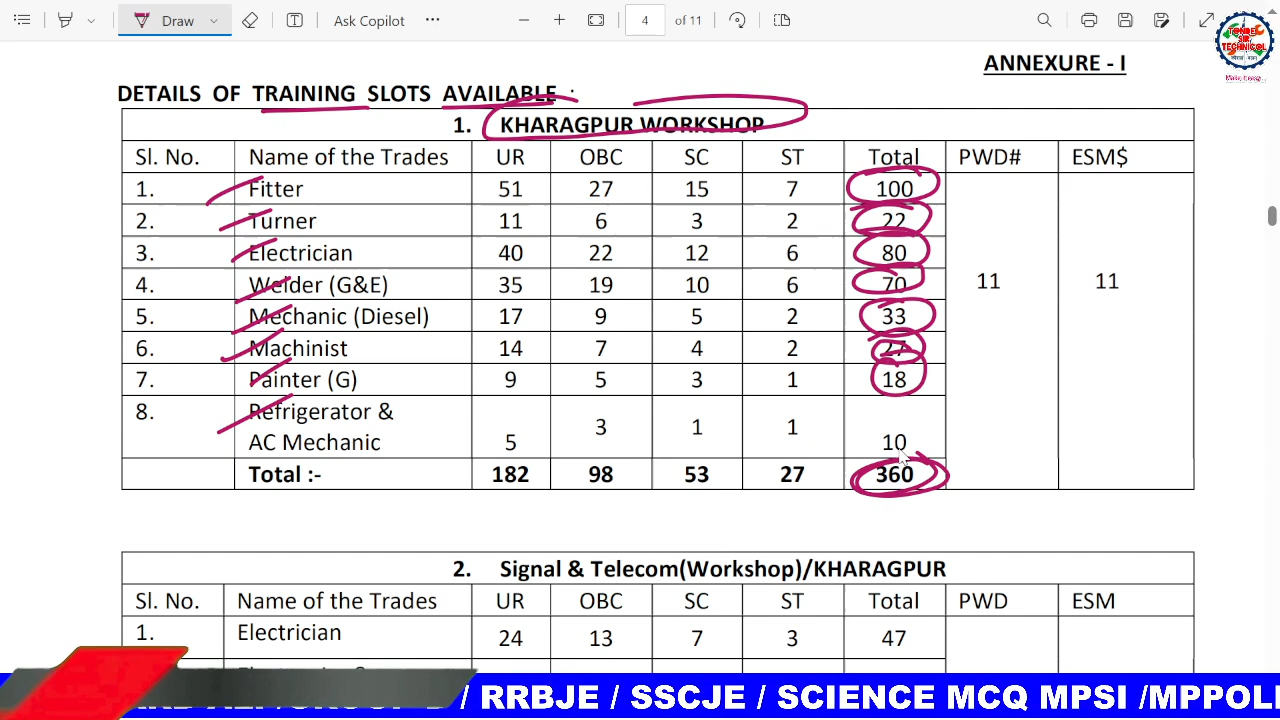 Draw
Ask Copilot
4 of 11
TONDE SIR TECHNICOL
ANNEXURE - I
DETAILS OF TRAINING SLOTS AVAILABLE :
1. KHARAGPUR WORKSHOP
Sl. No. Name of the Trades UR OBC SC ST Total PWD# ESM$
1. Fitter 51 27 15 7 100
2. Turner 11 6 3 2 22
3. Electrician 40 22 12 6 80
4. Welder (G&E) 35 19 10 6 70 11 11
5. Mechanic (Diesel) 17 9 5 2 33
6. Machinist 14 7 4 2 27
7. Painter (G) 9 5 3 1 18
8. Refrigerator &
AC Mechanic 5 3 1 1 10
Total :- 182 98 53 27 360
2. Signal & Telecom(Workshop)/KHARAGPUR
Sl. No. Name of the Trades UR OBC SC ST Total PWD ESM
1. Electrician 24 13 7 3 47
/ RRBJE / SSCJE / SCIENCE MCQ MPSI /MPPOLI